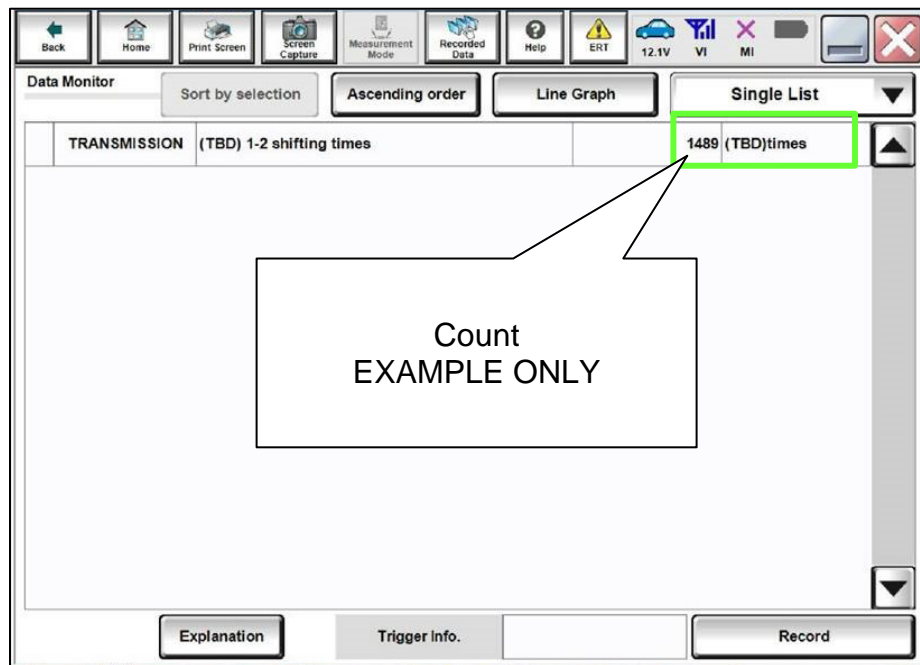 Back
Home
Print Screen
Screen
Capture
Measurement
Mode
Recorded
Data
Help
ERT
12.1V
VI
MI
Data Monitor
Sort by selection
Ascending order
Line Graph
Single List
TRANSMISSION (TBD) 1-2 shifting times 1489 (TBD)times
Count
EXAMPLE ONLY
Explanation
Trigger Info.
Record